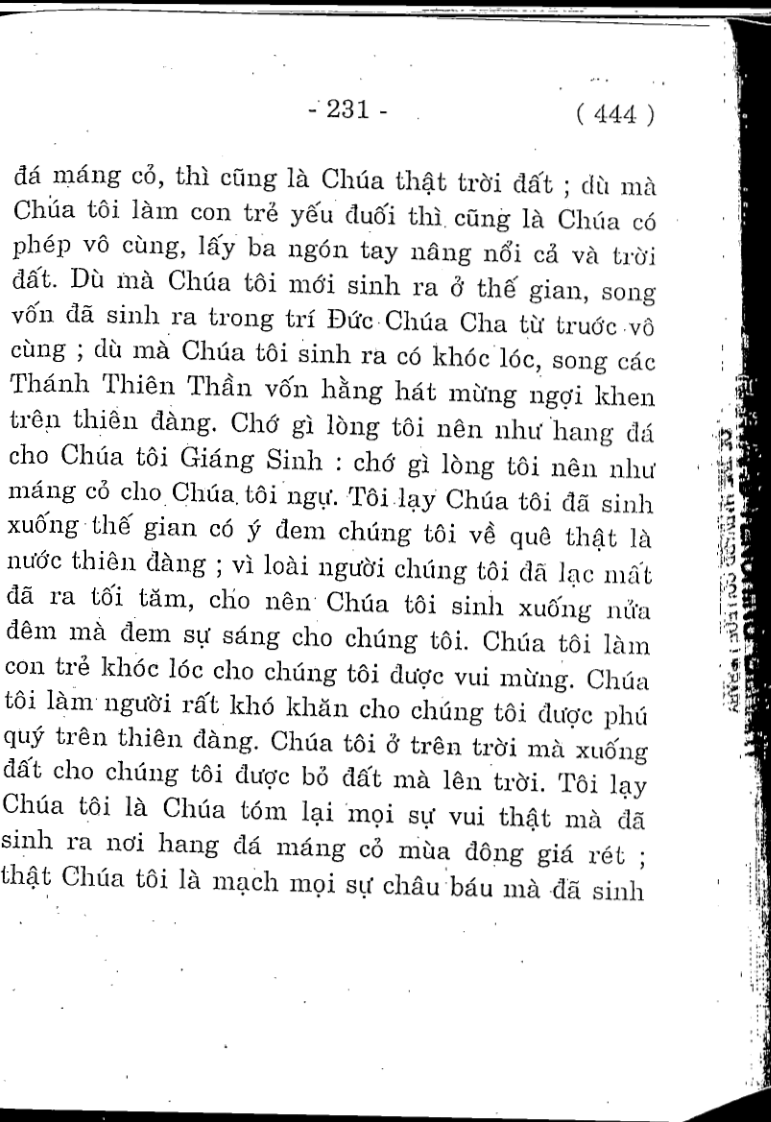 - 231 -
( 444 )
đá máng cỏ, thì cũng là Chúa thật trời đất ; dù mà
Chúa tôi làm con trẻ yếu đuối thì cũng là Chúa có
phép vô cùng, lấy ba ngón tay nâng nổi cả và trời
đất. Dù mà Chúa tôi mới sinh ra ở thế gian, song
vốn đã sinh ra trong trí Đức Chúa Cha từ truớc vô
cùng ; dù mà Chúa tôi sinh ra có khóc lóc, song các
Thánh Thiên Thần vốn hằng hát mừng ngợi khen
trên thiên đàng. Chớ gì lòng tôi nên như hang đá
cho Chúa tôi Giáng Sinh : chớ gì lòng tôi nên như
máng cỏ cho Chúa tôi ngự. Tôi lạy Chúa tôi đã sinh
xuống thế gian có ý đem chúng tôi về quê thật là
nước thiên đàng ; vì loài người chúng tôi đã lạc mất
đã ra tối tăm, cho nên Chúa tôi sinh xuống nửa
đêm mà đem sự sáng cho chúng tôi. Chúa tôi làm
con trẻ khóc lóc cho chúng tôi được vui mừng. Chúa
tôi làm người rất khó khăn cho chúng tôi được phú
quý trên thiên đàng. Chúa tôi ở trên trời mà xuống
đất cho chúng tôi được bỏ đất mà lên trời. Tôi lạy
Chúa tôi là Chúa tóm lại mọi sự vui thật mà đã
sinh ra nơi hang đá máng cỏ mùa đông giá rét ;
thật Chúa tôi là mạch mọi sự châu báu mà đã sinh